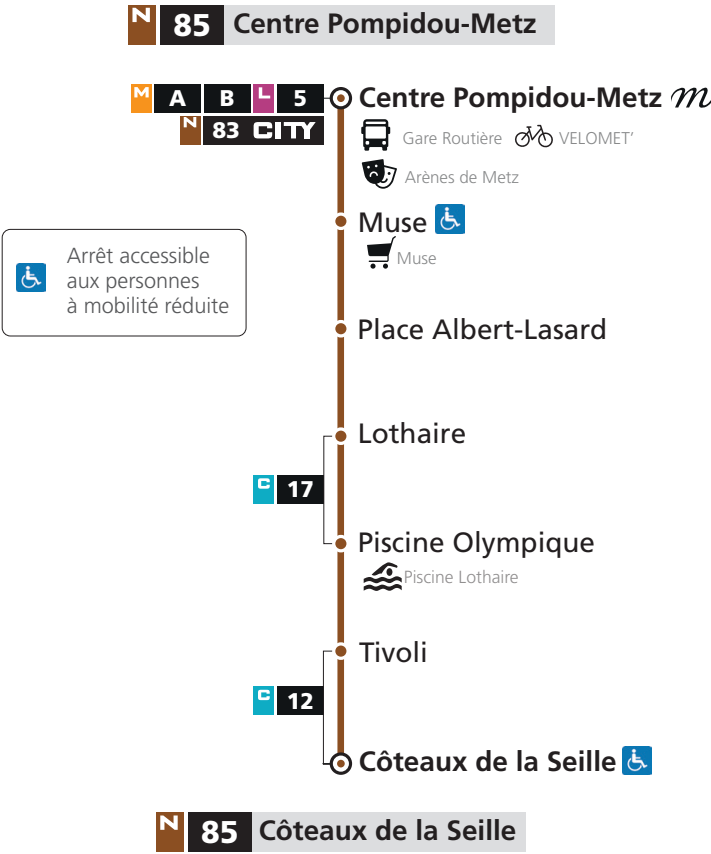 N 85 Centre Pompidou-Metz
M A B L 5 Centre Pompidou-Metz m
N 83 CITY
Gare Routière VELOMET'
Arènes de Metz
Muse
Muse
Arrêt accessible
aux personnes
à mobilité réduite
Place Albert-Lasard
Lothaire
C 17
Piscine Olympique
Piscine Lothaire
Tivoli
C 12
Côteaux de la Seille
N 85 Côteaux de la Seille